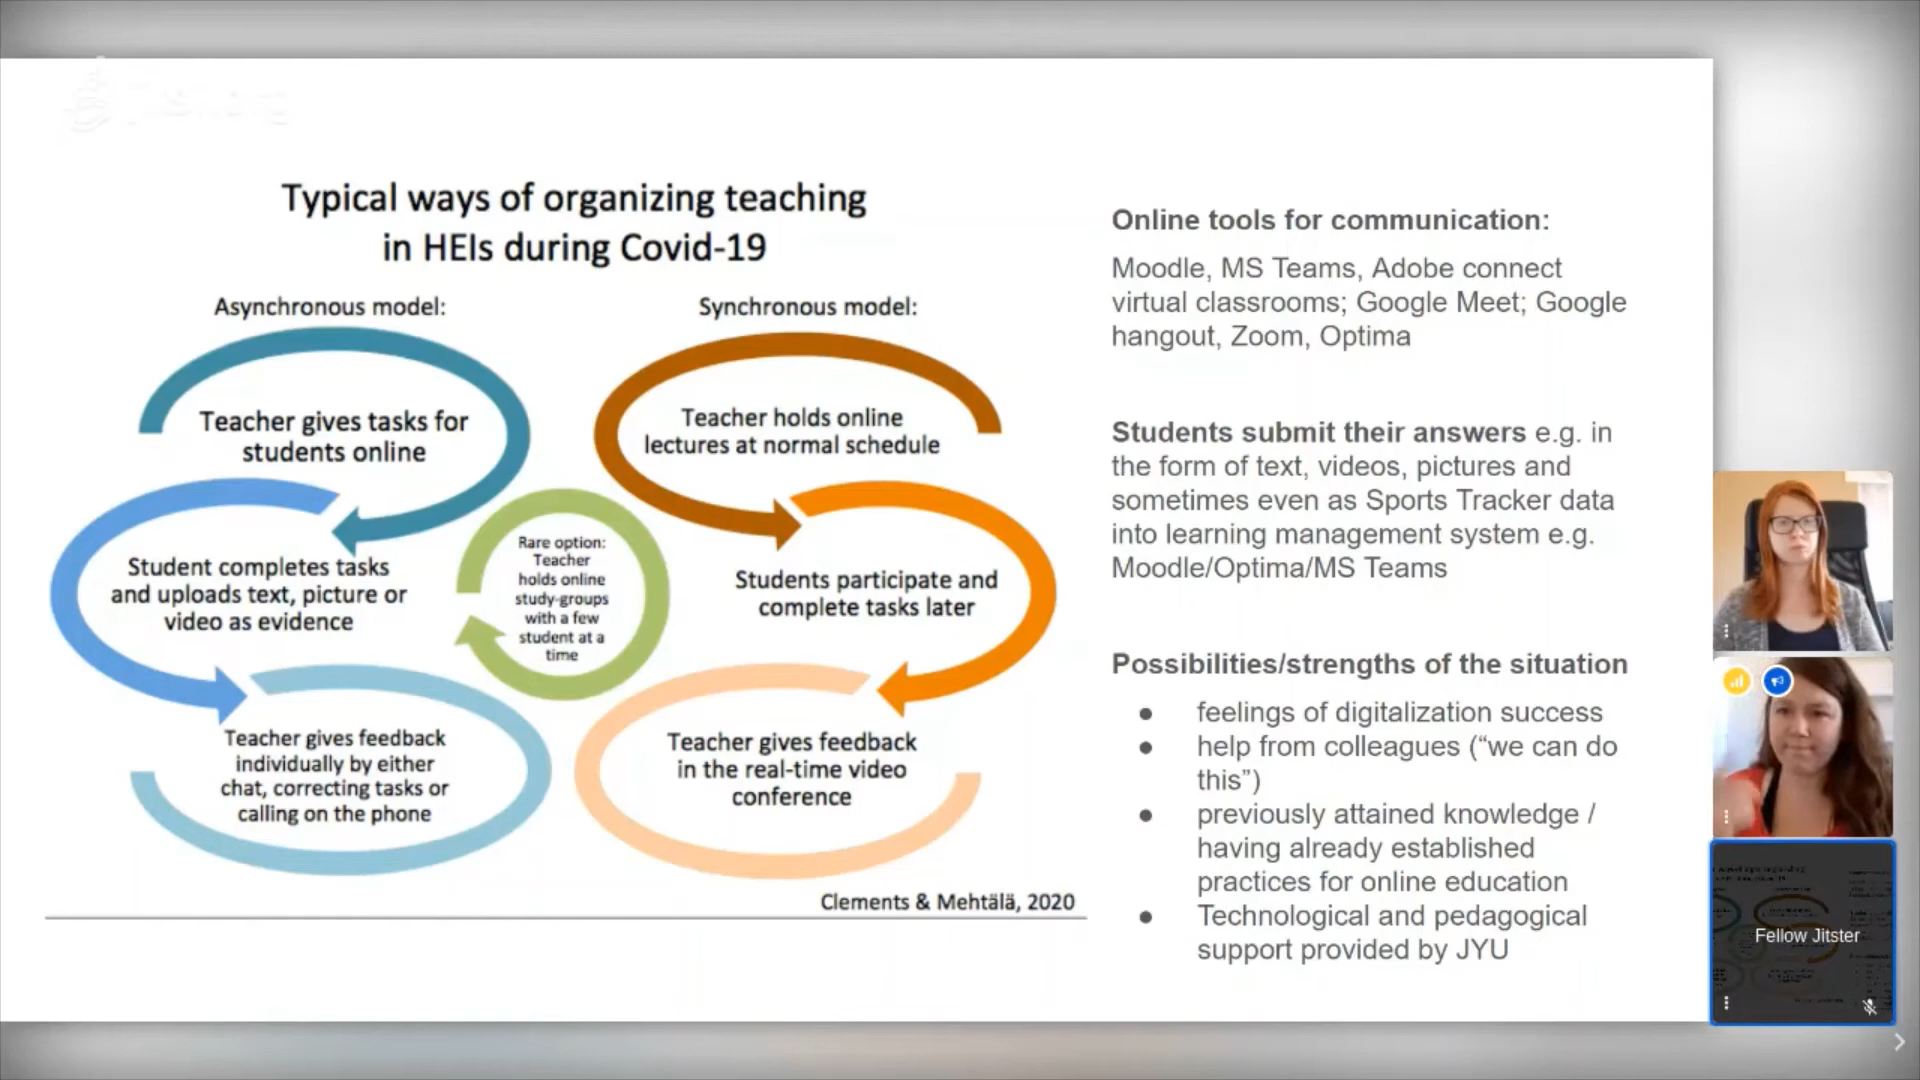 Typical ways of organizing teaching
in HEIs during Covid-19
Asynchronous model:
Teacher gives tasks for
students online
Student completes tasks
and uploads text, picture or
video as evidence
Teacher gives feedback
individually by either
chat, correcting tasks or
calling on the phone
Rare option:
Teacher
holds online
study-groups
with a few
student at a
time
Synchronous model:
Teacher holds online
lectures at normal schedule
Students participate and
complete tasks later
Teacher gives feedback
in the real-time video
conference
Clements & Mehtälä, 2020
Online tools for communication:
Moodle, MS Teams, Adobe connect
virtual classrooms; Google Meet; Google
hangout, Zoom, Optima
Students submit their answers e.g. in
the form of text, videos, pictures and
sometimes even as Sports Tracker data
into learning management system e.g.
Moodle/Optima/MS Teams
Possibilities/strengths of the situation
● feelings of digitalization success
● help from colleagues (“we can do
this”)
● previously attained knowledge /
having already established
practices for online education
● Technological and pedagogical
support provided by JYU
Fellow Jitster